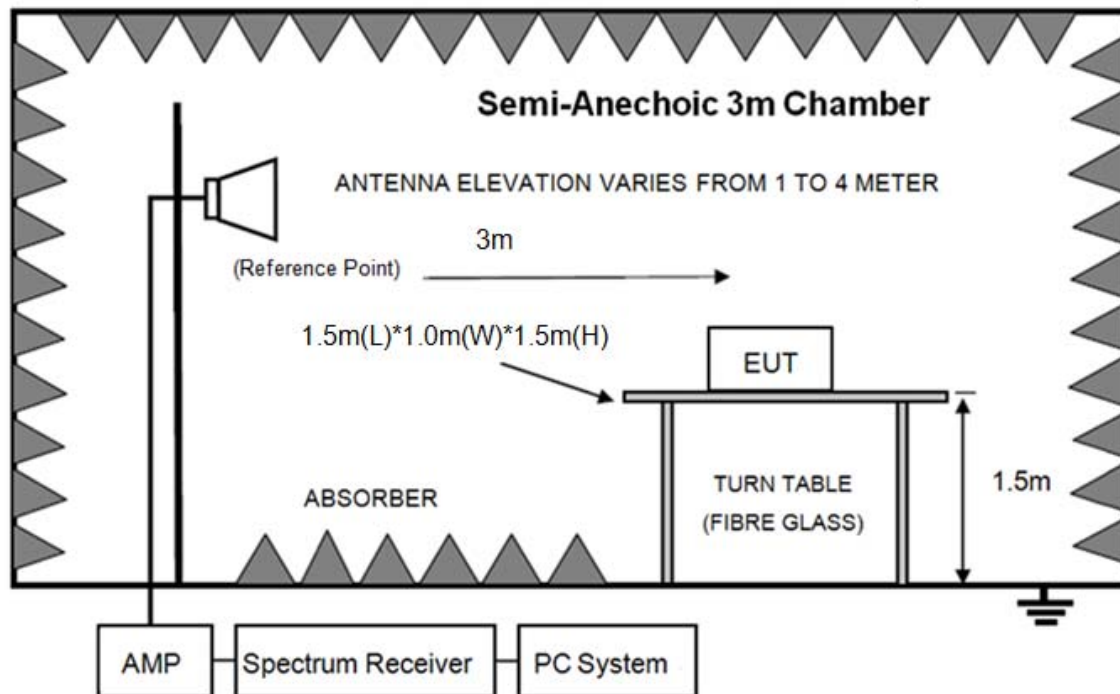 Semi-Anechoic 3m Chamber
ANTENNA ELEVATION VARIES FROM 1 TO 4 METER
3m
(Reference Point)
1.5m(L)*1.0m(W)*1.5m(H)
EUT
ABSORBER
TURN TABLE
(FIBRE GLASS)
1.5m
AMP
Spectrum Receiver
PC System